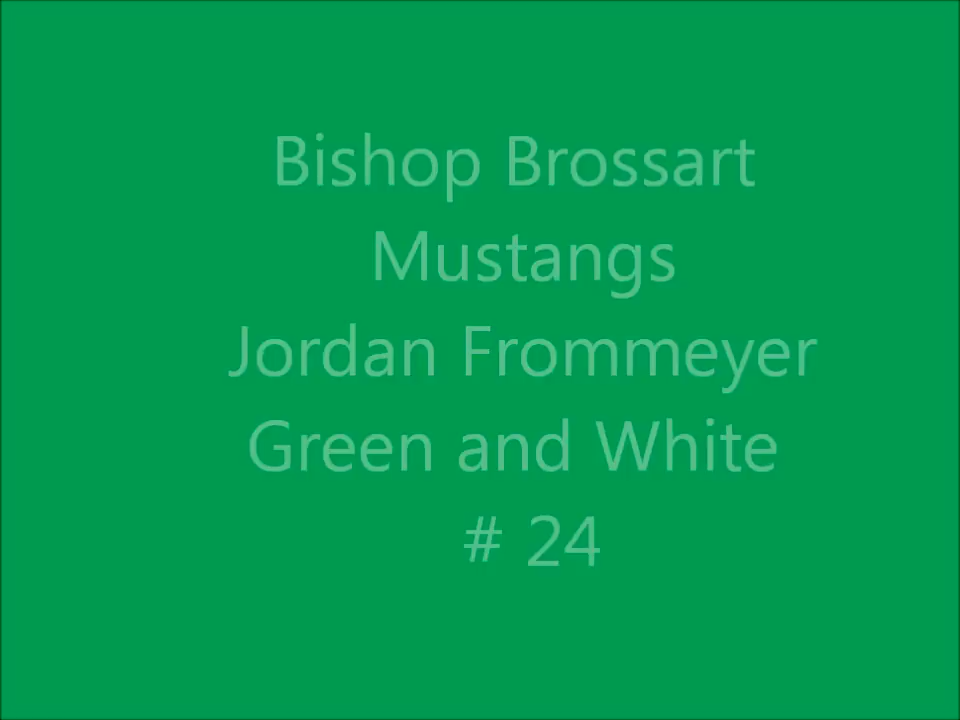 Bishop Brossart
Mustangs
Jordan Frommeyer
Green and White
# 24